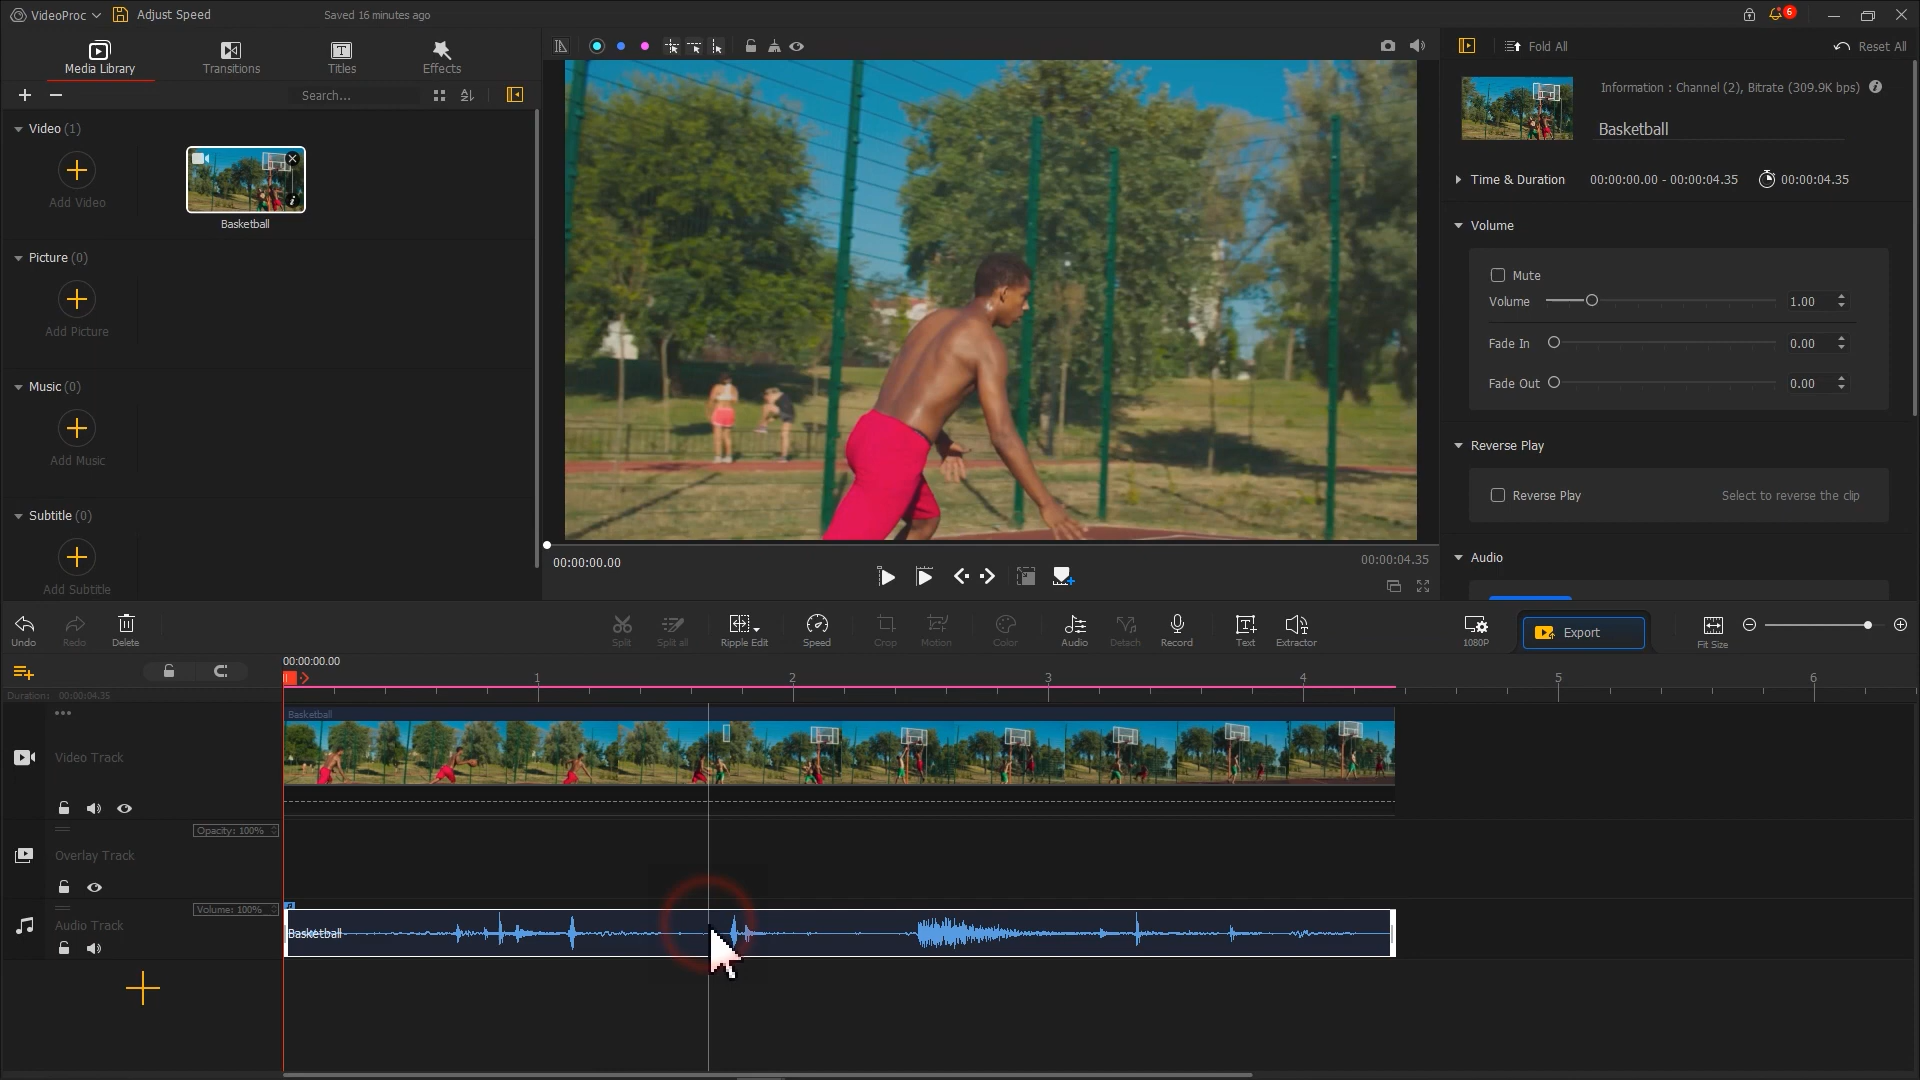 VideoProc
Adjust Speed
Saved 16 minutes ago
6
Media Library
Transitions
Titles
Effects
Fold All
Reset All
Search...
Information : Channel (2), Bitrate (309.9K bps)
Basketball
Video (1)
Add Video
Basketball
Time & Duration
00:00:00.00 - 00:00:04.35
00:00:04.35
Volume
Mute
Volume
1.00
Picture (0)
Add Picture
Fade In
0.00
Fade Out
0.00
Music (0)
Add Music
Reverse Play
Reverse Play
Select to reverse the clip
Subtitle (0)
Add Subtitle
Audio
00:00:00.00
00:00:04.35
Undo
Redo
Delete
Split
Split all
Ripple Edit
Speed
Crop
Motion
Color
Audio
Detach
Record
Text
Extractor
1080P
Export
Fit Size
00:00:00.00
1
2
3
4
5
6
Duration: 00:00:04.35
Basketball
Video Track
Opacity: 100%
Overlay Track
Volume: 100%
Audio Track
Basketball